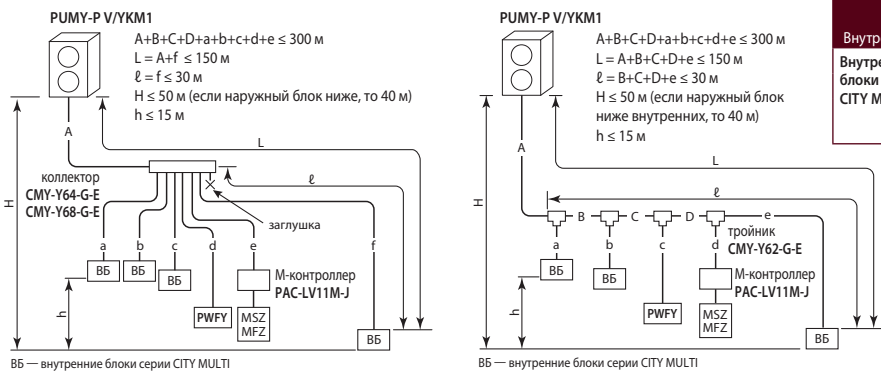 PUMY-P V/YKM1
A+B+C+D+a+b+c+d+e ≤ 300 м
L = A+f ≤ 150 м
ℓ = f ≤ 30 м
H ≤ 50 м (если наружный блок ниже, то 40 м)
h ≤ 15 м
A
L
H
коллектор
CMY-Y64-G-E
CMY-Y68-G-E
ℓ
заглушка
a
b
c
d
e
f
ВБ
ВБ
ВБ
М-контроллер
PAC-LV11M-J
h
PWFY
MSZ
MFZ
ВБ
ВБ — внутренние блоки серии CITY MULTI
PUMY-P V/YKM1
A+B+C+D+a+b+c+d+e ≤ 300 м
L = A+B+C+D+e ≤ 150 м
ℓ = B+C+D+e ≤ 30 м
H ≤ 50 м (если наружный блок
ниже внутренних, то 40 м)
h ≤ 15 м
A
L
H
ℓ
B
C
D
e
тройник
CMY-Y62-G-E
a
b
c
d
ВБ
ВБ
М-контроллер
PAC-LV11M-J
h
PWFY
MSZ
MFZ
ВБ
ВБ — внутренние блоки серии CITY MULTI
Внутре
Внутре
блоки
CITY M